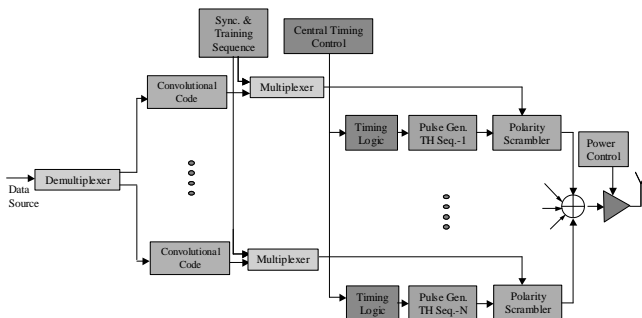 Sync. &
Training
Sequence
Central Timing
Control
Convolutional
Code
Multiplexer
Timing
Logic
Pulse Gen.
TH Seq.-1
Polarity
Scrambler
Power
Control
Demultiplexer
Data
Source
Convolutional
Code
Multiplexer
Timing
Logic
Pulse Gen.
TH Seq.-N
Polarity
Scrambler